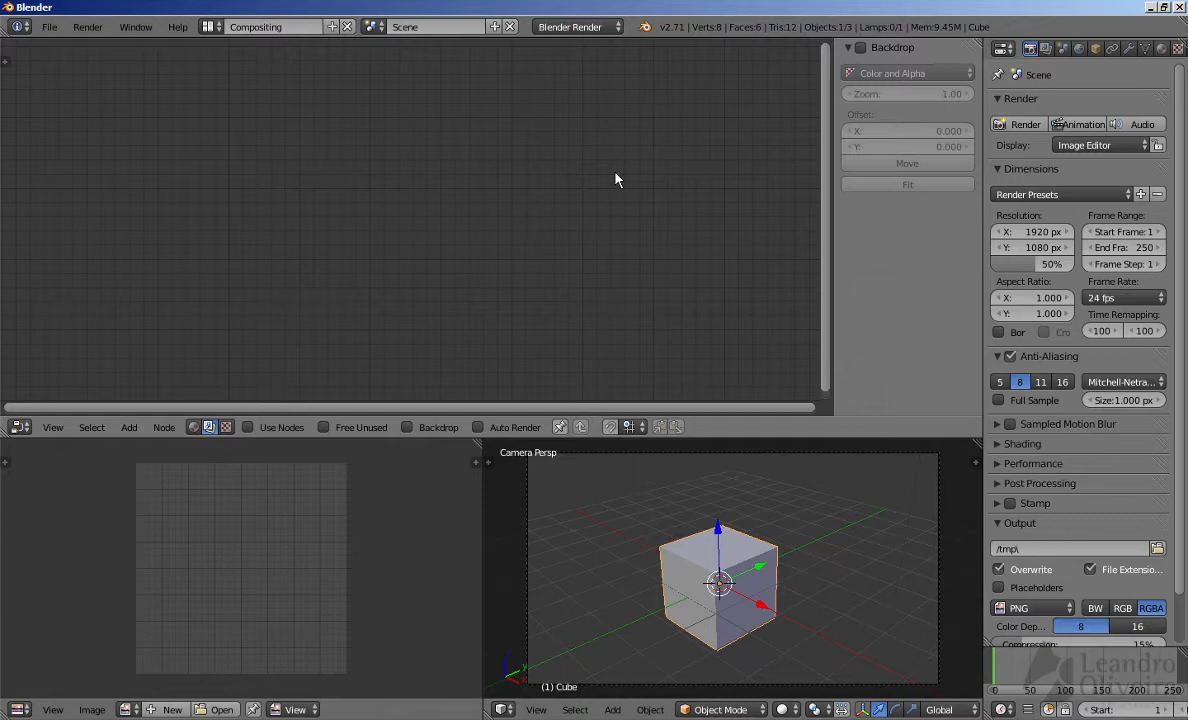 Blender
File Render Window Help Compositing Scene Blender Render v2.71 | Verts:8 | Faces:6 | Tris:12 | Objects:1/3 | Lamps:0/1 | Mem:9.45M | Cube
Backdrop
Color and Alpha
Zoom: 1.00
Offset:
X: 0.000
Y: 0.000
Move
Fit
Scene
Render
Render Animation Audio
Display: Image Editor
Dimensions
Render Presets
Resolution: Frame Range:
X: 1920 px Start Frame: 1
Y: 1080 px End Fra: 250
50% Frame Step: 1
Aspect Ratio: Frame Rate:
X: 1.000 24 fps
Y: 1.000 Time Remapping:
Bor Cro 100 100
Anti-Aliasing
5 8 11 16 Mitchell-Netra...
Full Sample Size: 1.000 px
Sampled Motion Blur
Shading
Performance
Post Processing
Stamp
Output
/tmp\
Overwrite File Extensio...
Placeholders
PNG BW RGB RGBA
Color Dep... 8 16
Compression: 15%
View Select Add Node Use Nodes Free Unused Backdrop Auto Render
Camera Persp
(1) Cube
Leandro
Oliveira
0 50 100 150 200 250
View Image New Open View
View Select Add Object Object Mode Global
Start: 1